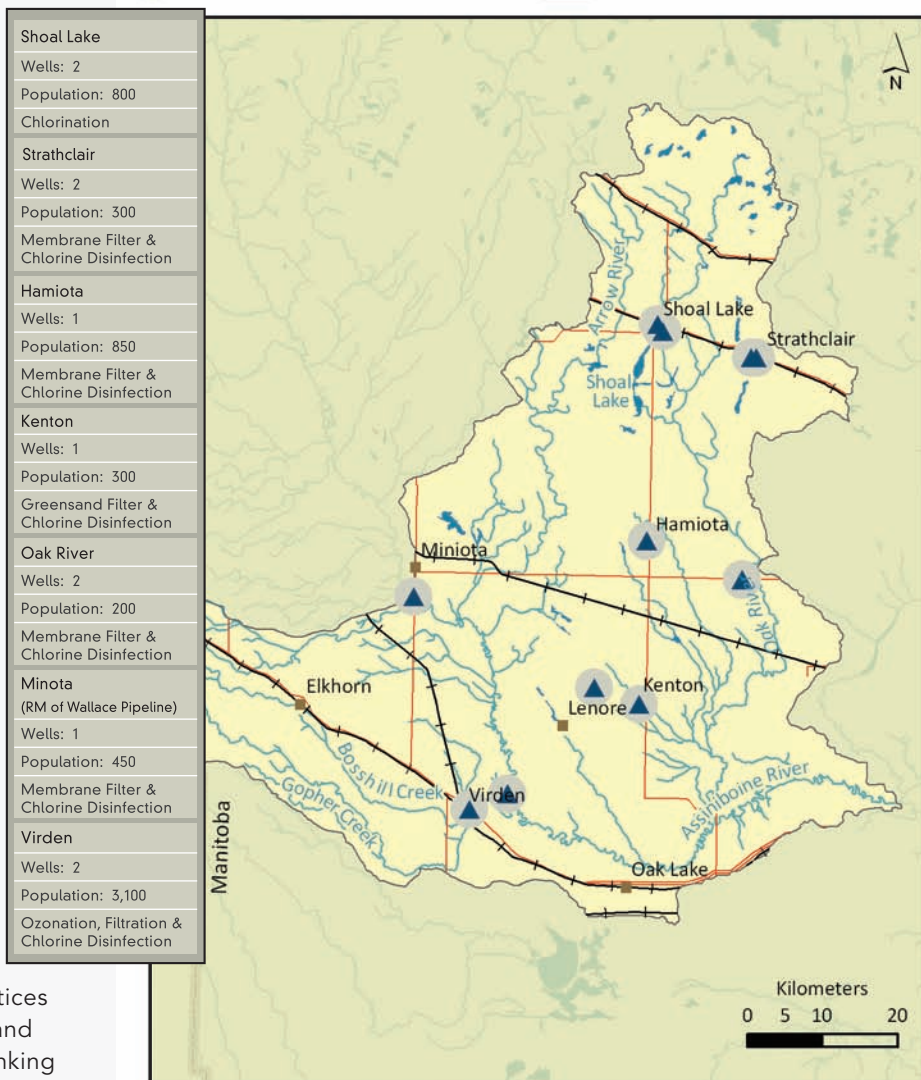 Shoal Lake
Wells: 2
Population: 800
Chlorination
Strathclair
Wells: 2
Population: 300
Membrane Filter &
Chlorine Disinfection
Hamiota
Wells: 1
Population: 850
Membrane Filter &
Chlorine Disinfection
Kenton
Wells: 1
Population: 300
Greensand Filter &
Chlorine Disinfection
Oak River
Wells: 2
Population: 200
Membrane Filter &
Chlorine Disinfection
Minota
(RM of Wallace Pipeline)
Wells: 1
Population: 450
Membrane Filter &
Chlorine Disinfection
Virden
Wells: 2
Population: 3,100
Ozonation, Filtration &
Chlorine Disinfection
tices
and
nking
N
Arrow River
Shoal Lake
Strathclair
Shoal
Lake
Hamiota
Miniota
Oak River
Elkhorn
Lenore
Kenton
Bosshill Creek
Gopher Creek
Virden
Assiniboine River
Oak Lake
Manitoba
Kilometers
0 5 10 20